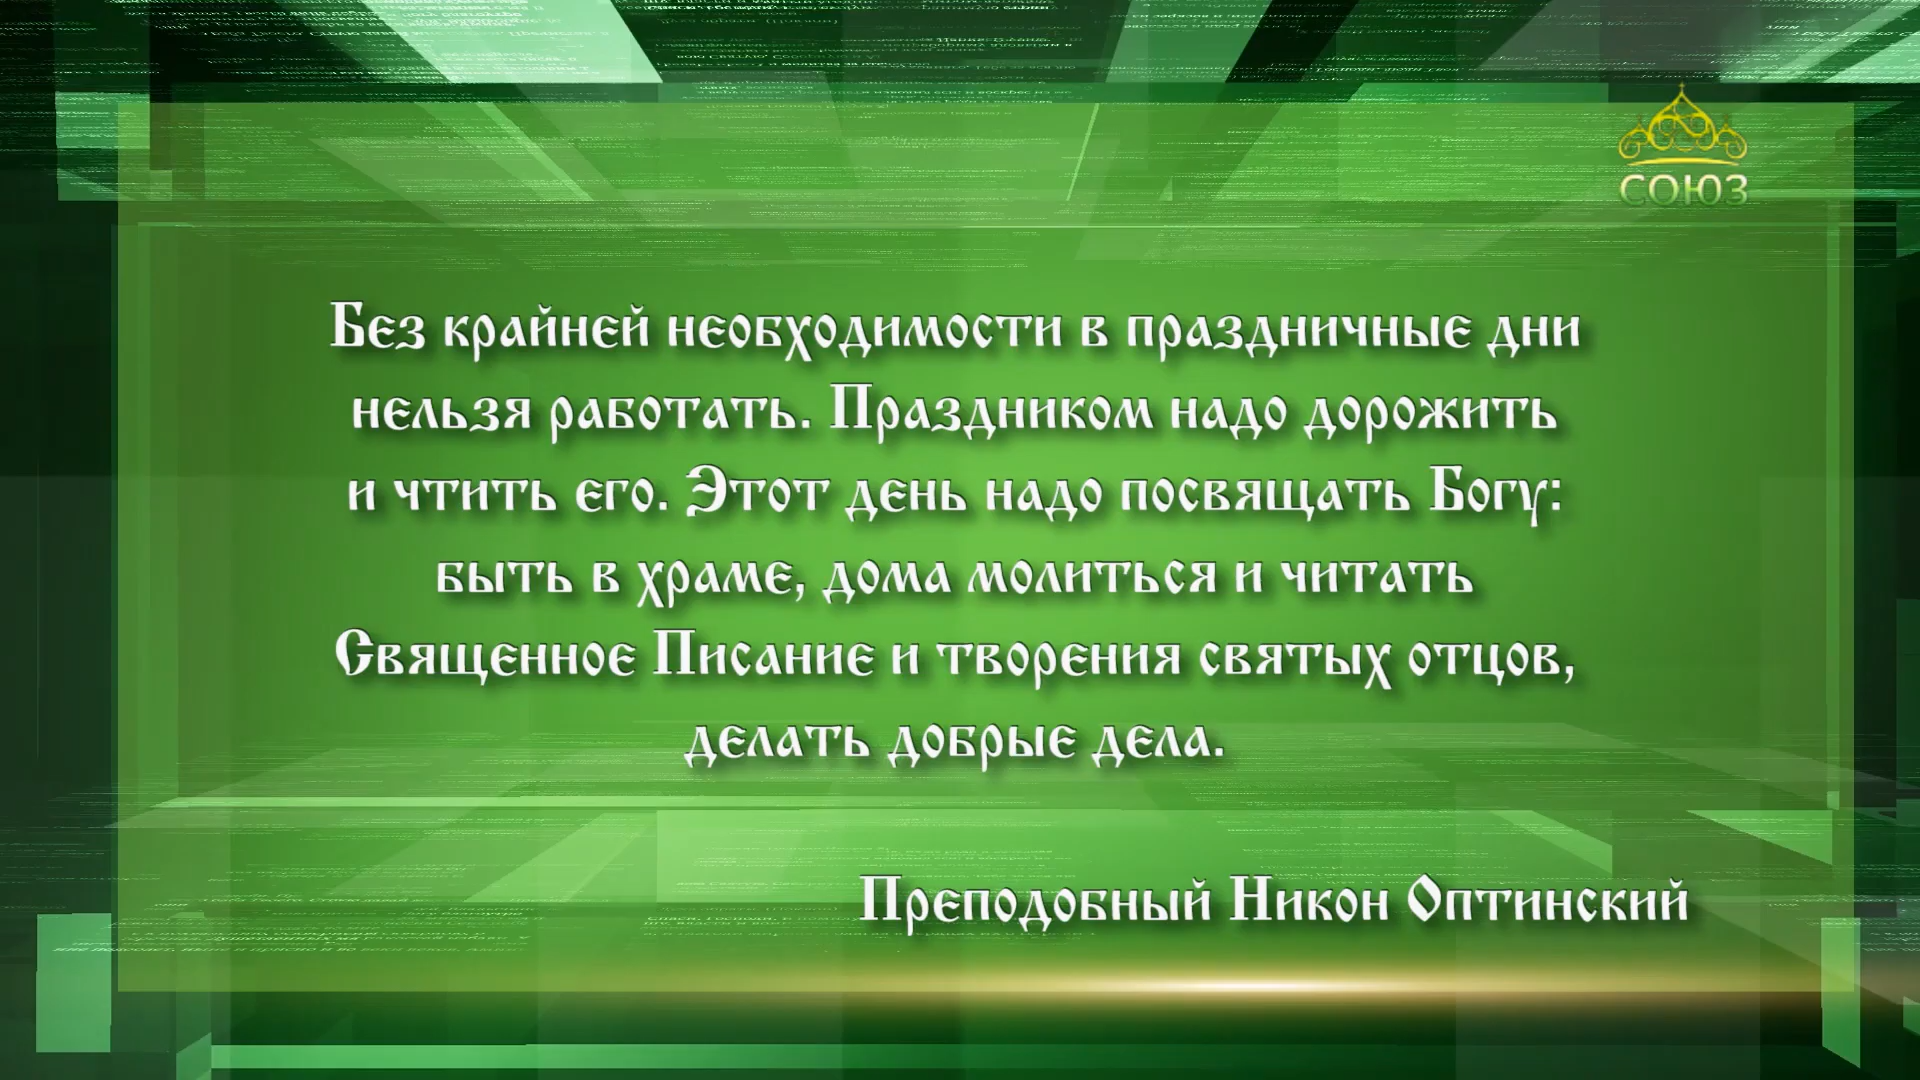 СОЮЗ
Без крайней необходимости в праздничные дни
нельзя работать. Праздником надо дорожить
и чтить его. Этот день надо посвящать Богу:
быть в храме, дома молиться и читать
Священное Писание и творения святых отцов,
делать добрые дела.
Преподобный Никон Оптинский